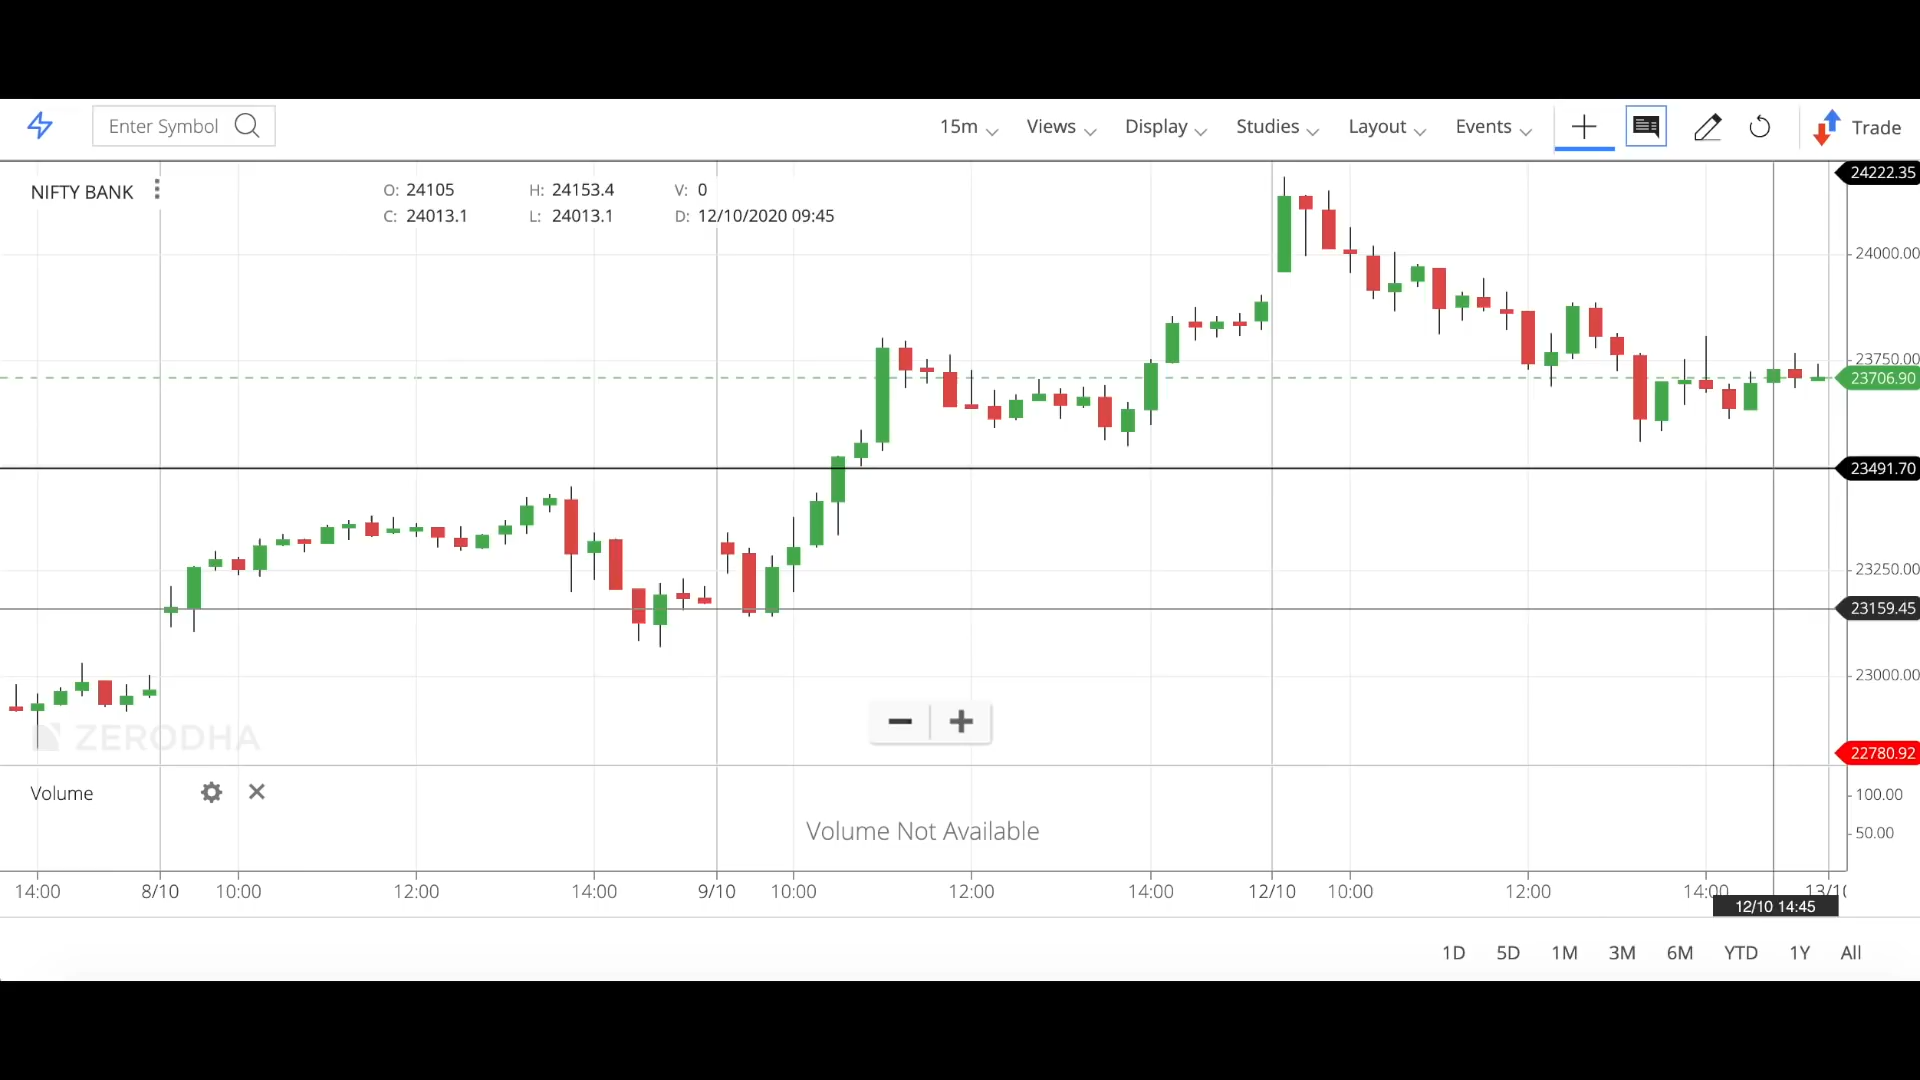 Enter Symbol
15m Views Display Studies Layout Events Trade
NIFTY BANK
O: 24105 H: 24153.4 V: 0
C: 24013.1 L: 24013.1 D: 12/10/2020 09:45
24222.35
24000.00
23750.00
23706.90
23491.70
23250.00
23159.45
23000.00
ZERODHA
22780.92
Volume
100.00
Volume Not Available
50.00
14:00 8/10 10:00 12:00 14:00 9/10 10:00 12:00 14:00 12/10 10:00 12:00 14:00 13/10
12/10 14:45
1D 5D 1M 3M 6M YTD 1Y All